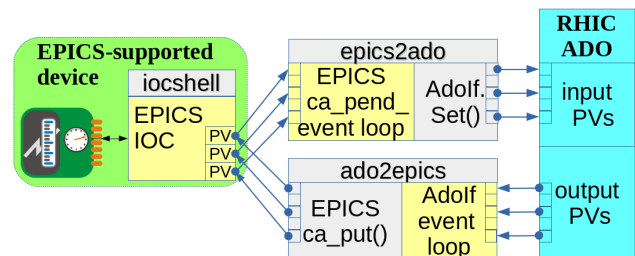 EPICS-supported
device
iocshell
EPICS
IOC
PV
PV
PV
epics2ado
EPICS
ca_pend_
event loop
AdoIf.
Set()
ado2epics
EPICS
ca_put()
AdoIf
event
loop
RHIC
ADO
input
PVs
output
PVs